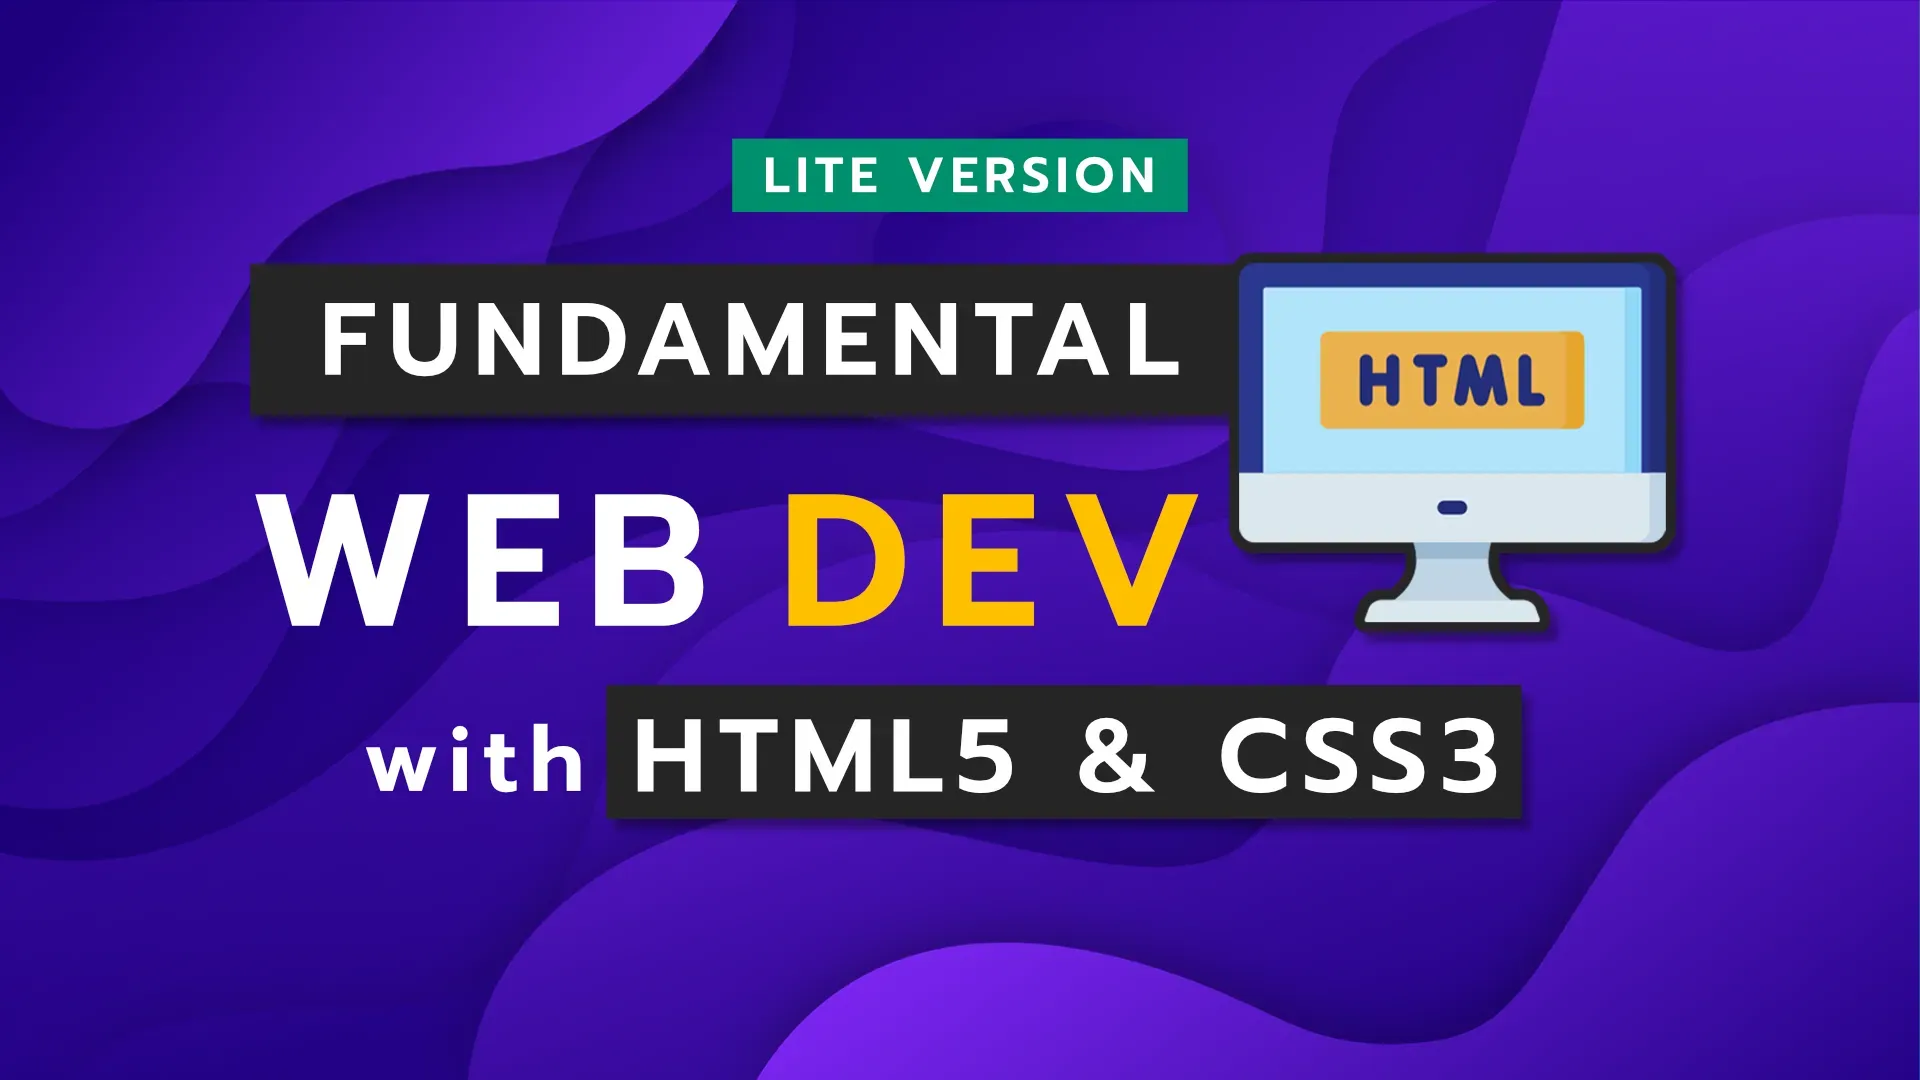 LITE VERSION
FUNDAMENTAL
HTML
WEB DEV
with HTML5 & CSS3